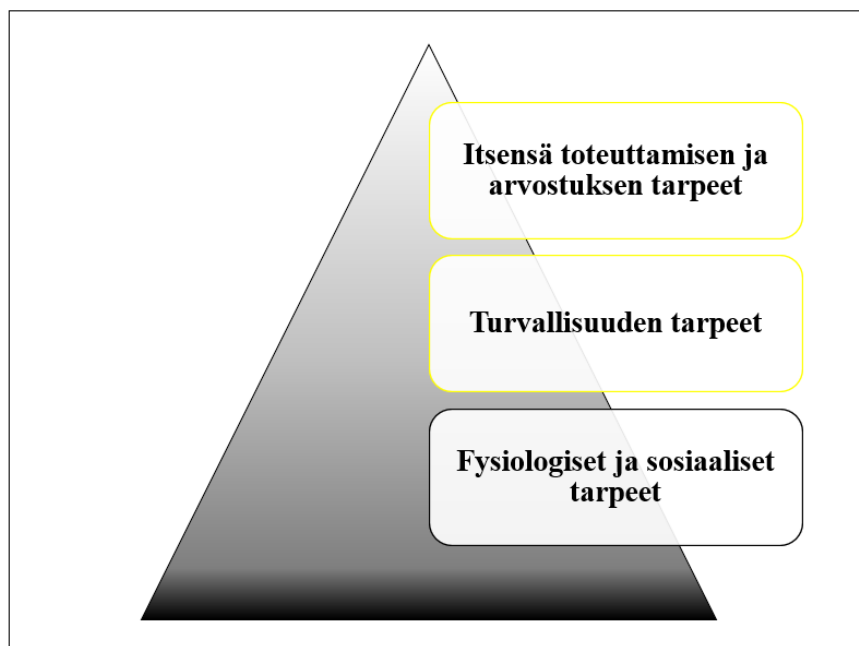 Itsensä toteuttamisen ja
arvostuksen tarpeet
Turvallisuuden tarpeet
Fysiologiset ja sosiaaliset
tarpeet